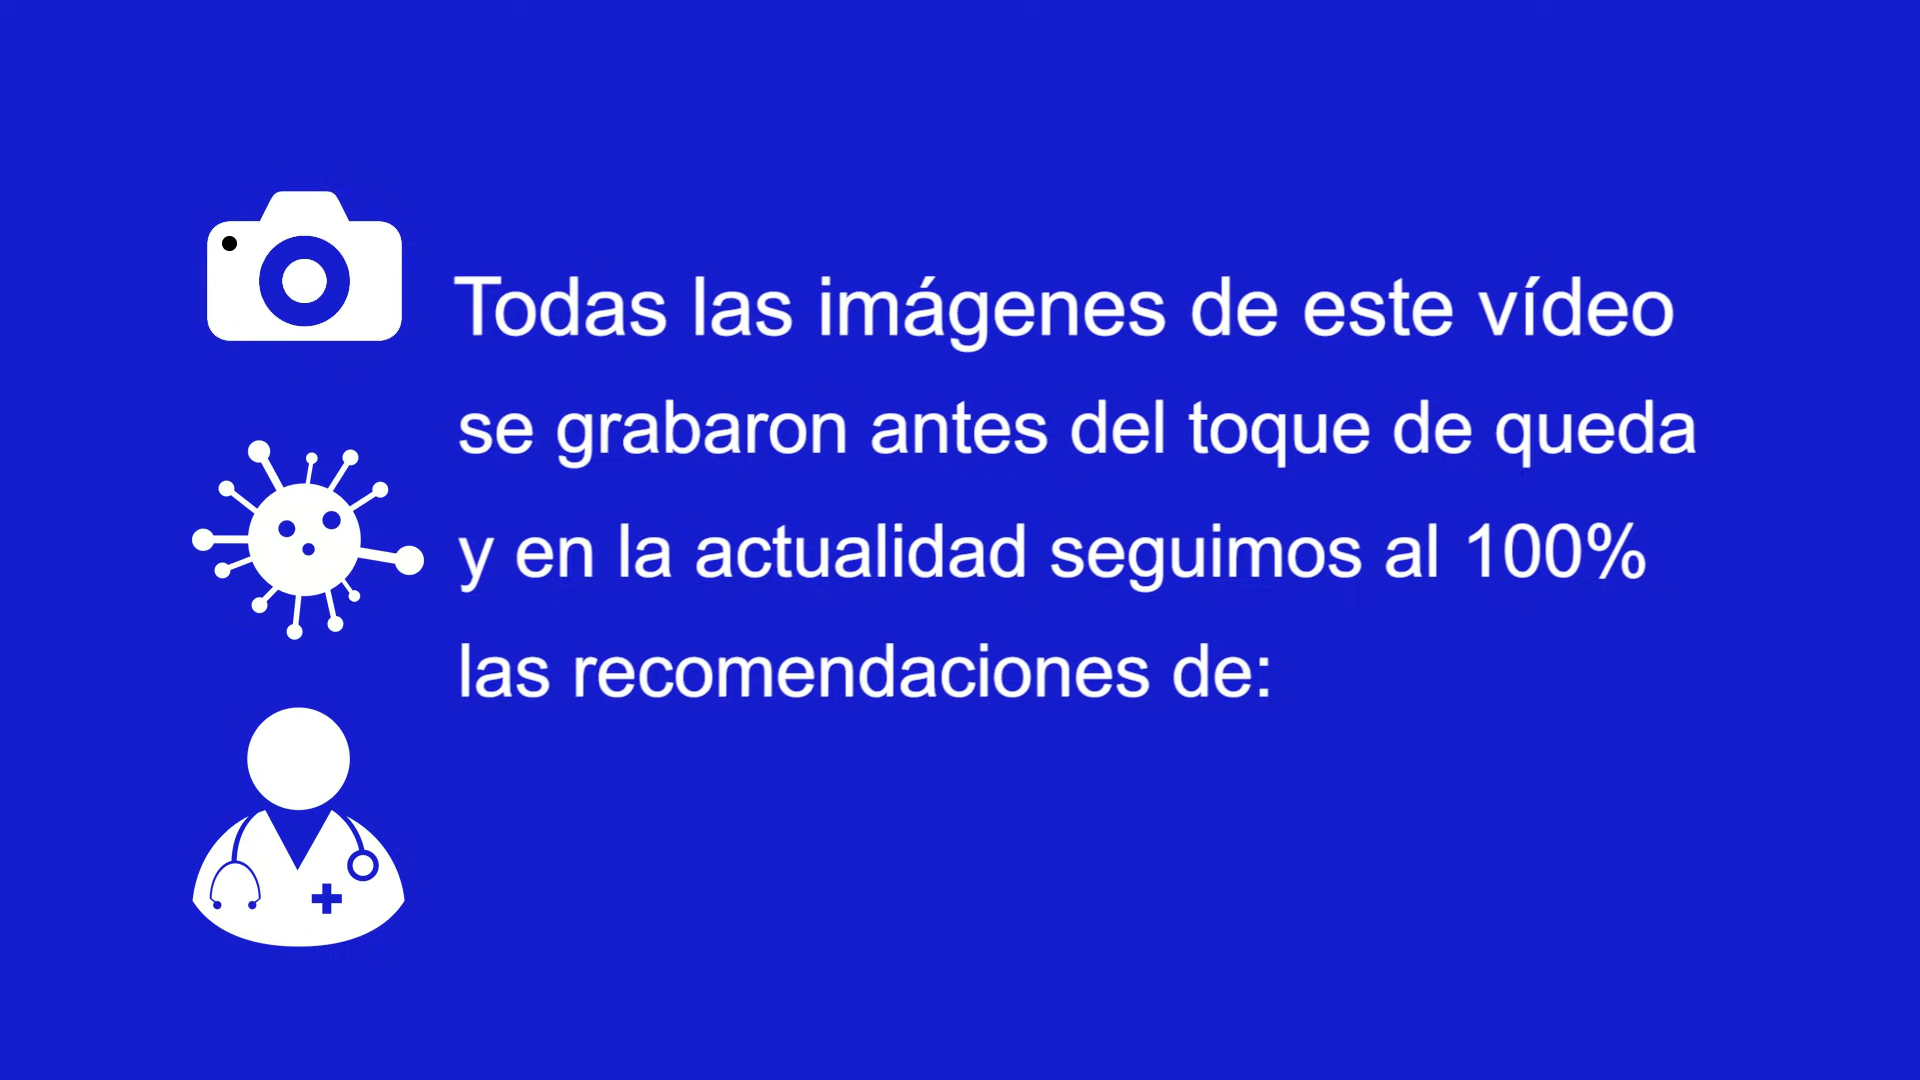 Todas las imágenes de este vídeo
se grabaron antes del toque de queda
y en la actualidad seguimos al 100%
las recomendaciones de: